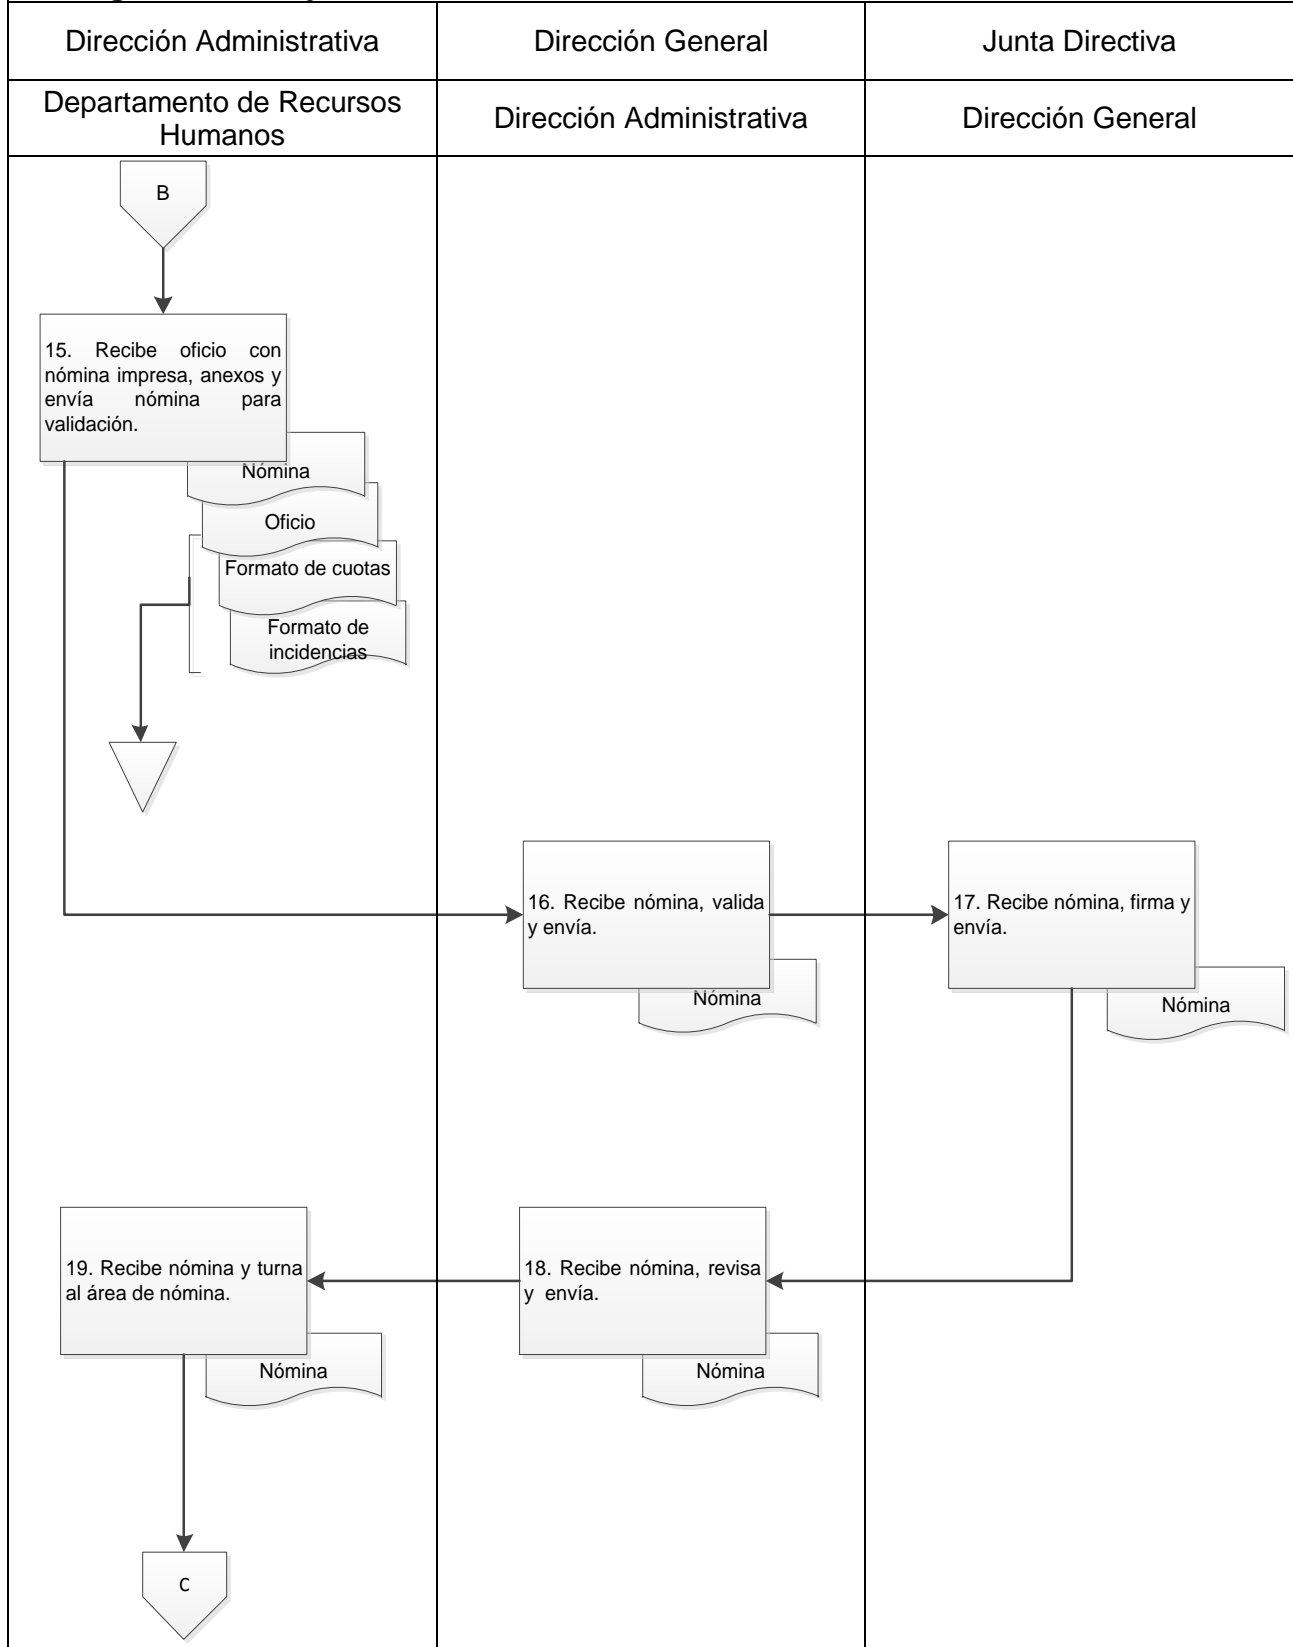 Dirección Administrativa
Dirección General
Junta Directiva
Departamento de Recursos
Humanos
Dirección Administrativa
Dirección General
B
15. Recibe oficio con
nómina impresa, anexos y
envía nómina para
validación.
Nómina
Oficio
Formato de cuotas
Formato de
incidencias
16. Recibe nómina, valida
y envía.
Nómina
17. Recibe nómina, firma y
envía.
Nómina
19. Recibe nómina y turna
al área de nómina.
Nómina
18. Recibe nómina, revisa
y envía.
Nómina
C